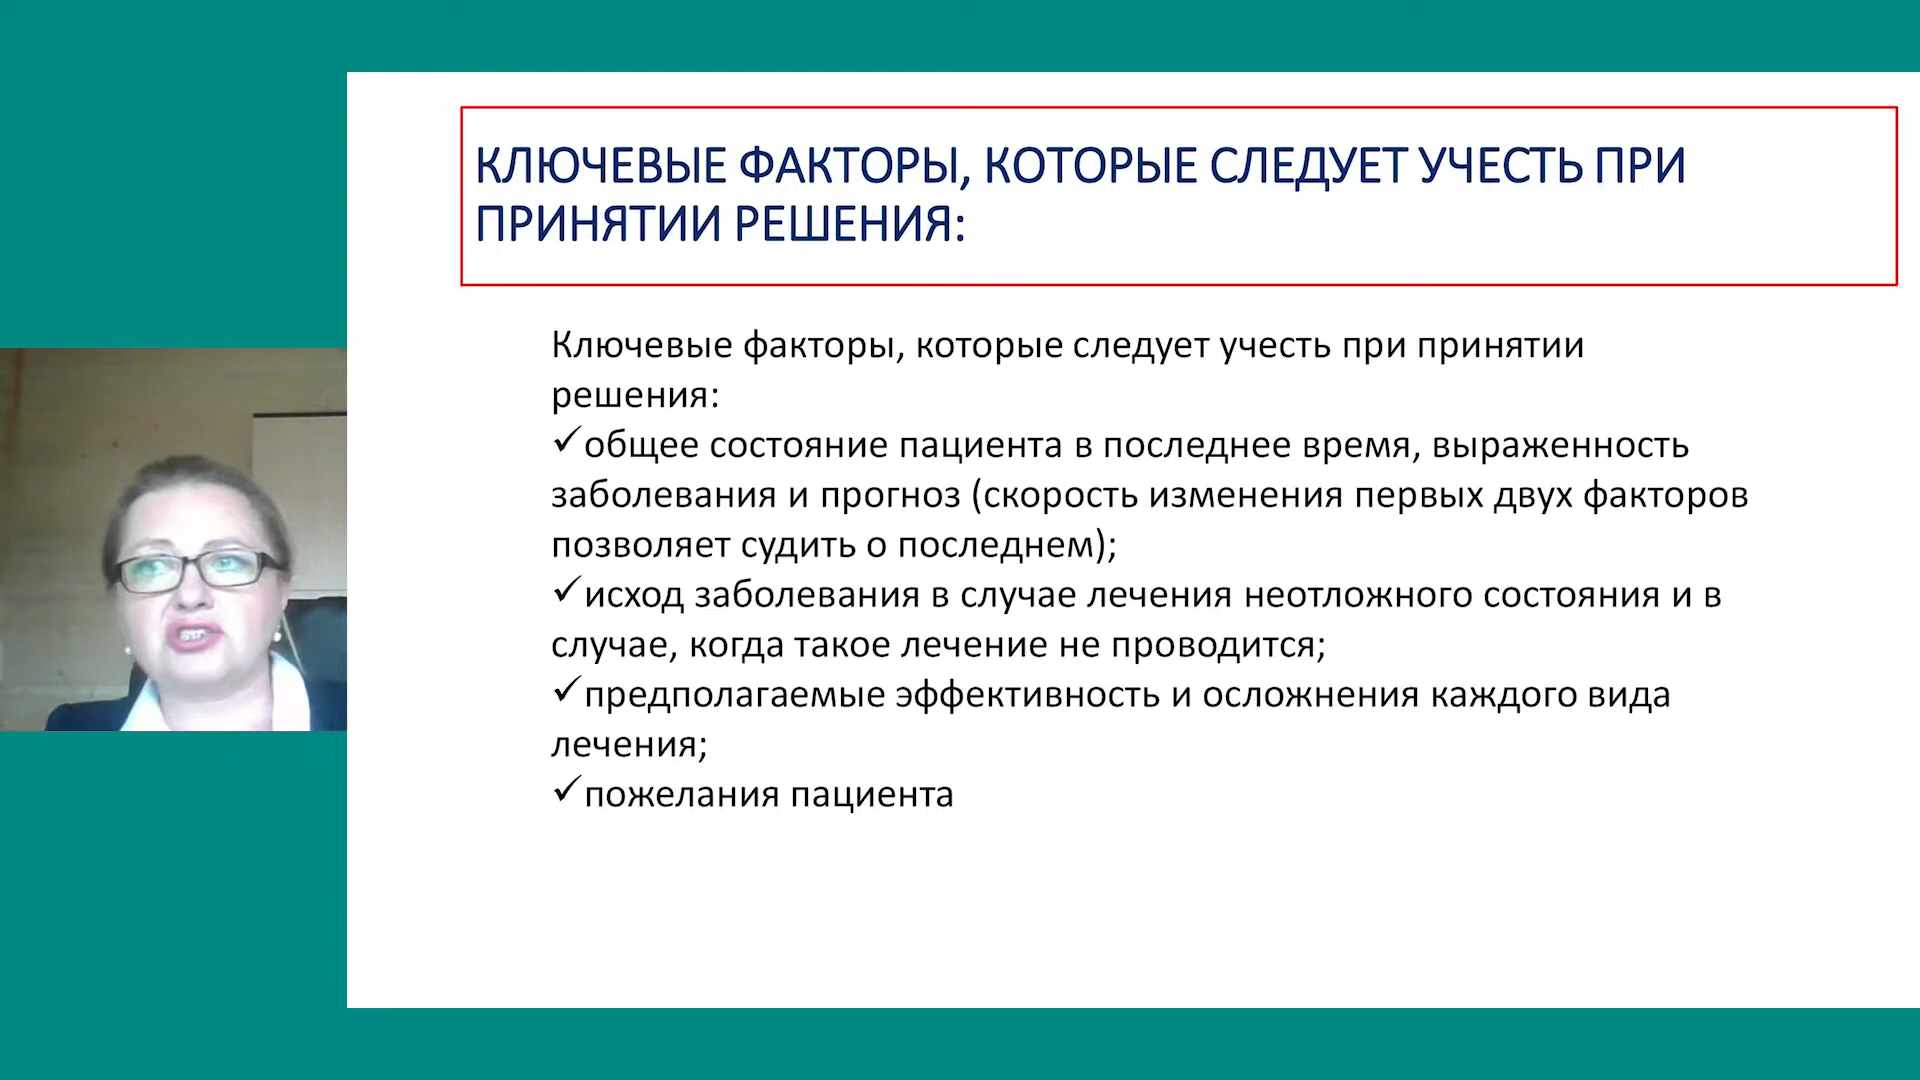 КЛЮЧЕВЫЕ ФАКТОРЫ, КОТОРЫЕ СЛЕДУЕТ УЧЕСТЬ ПРИ
ПРИНЯТИИ РЕШЕНИЯ:
Ключевые факторы, которые следует учесть при принятии
решения:
✓общее состояние пациента в последнее время, выраженность
заболевания и прогноз (скорость изменения первых двух факторов
позволяет судить о последнем);
✓исход заболевания в случае лечения неотложного состояния и в
случае, когда такое лечение не проводится;
✓предполагаемые эффективность и осложнения каждого вида
лечения;
✓пожелания пациента